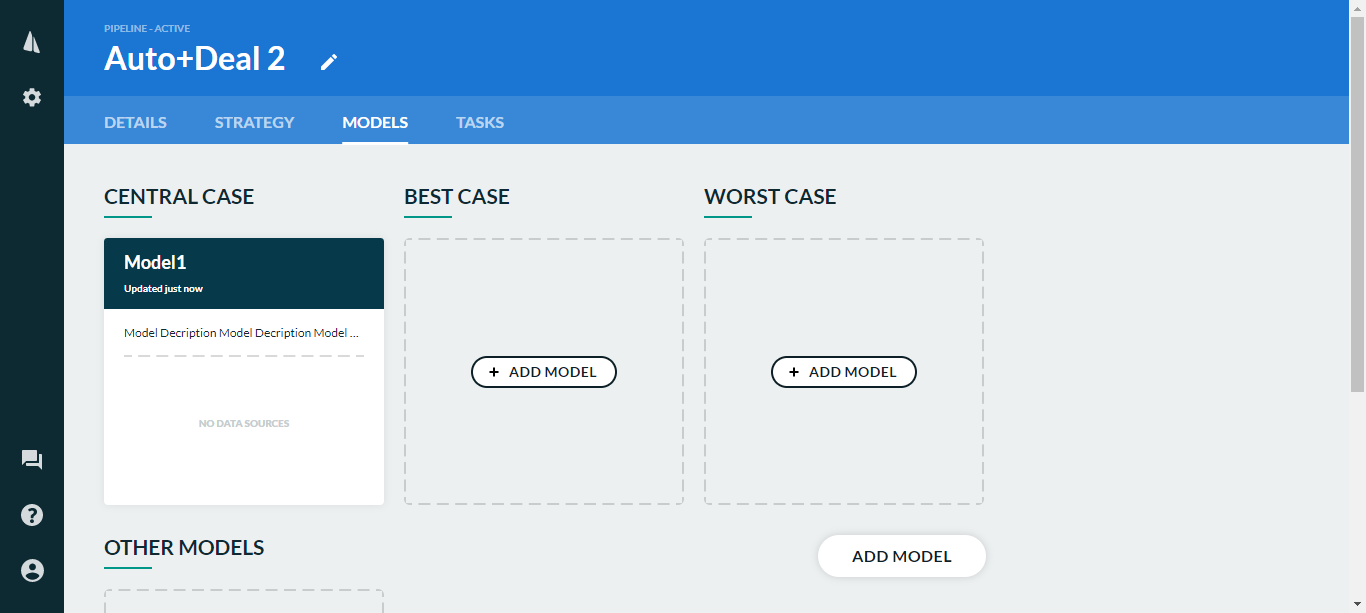 PIPELINE - ACTIVE
Auto+Deal 2
DETAILS STRATEGY MODELS TASKS
CENTRAL CASE BEST CASE WORST CASE
Model1
Updated just now
Model Decription Model Decription Model ...
+ ADD MODEL + ADD MODEL
NO DATA SOURCES
OTHER MODELS ADD MODEL